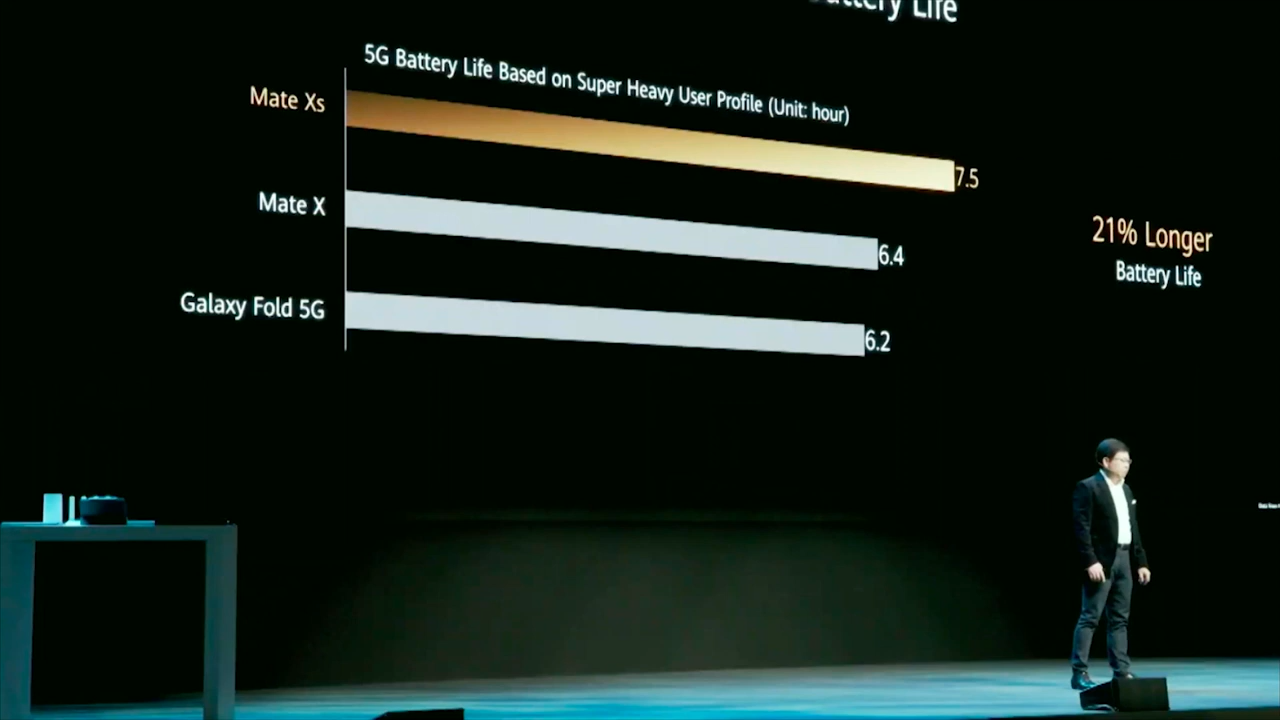 Battery Life
5G Battery Life Based on Super Heavy User Profile (Unit: hour)
Mate Xs
7.5
Mate X
6.4
Galaxy Fold 5G
6.2
21% Longer
Battery Life